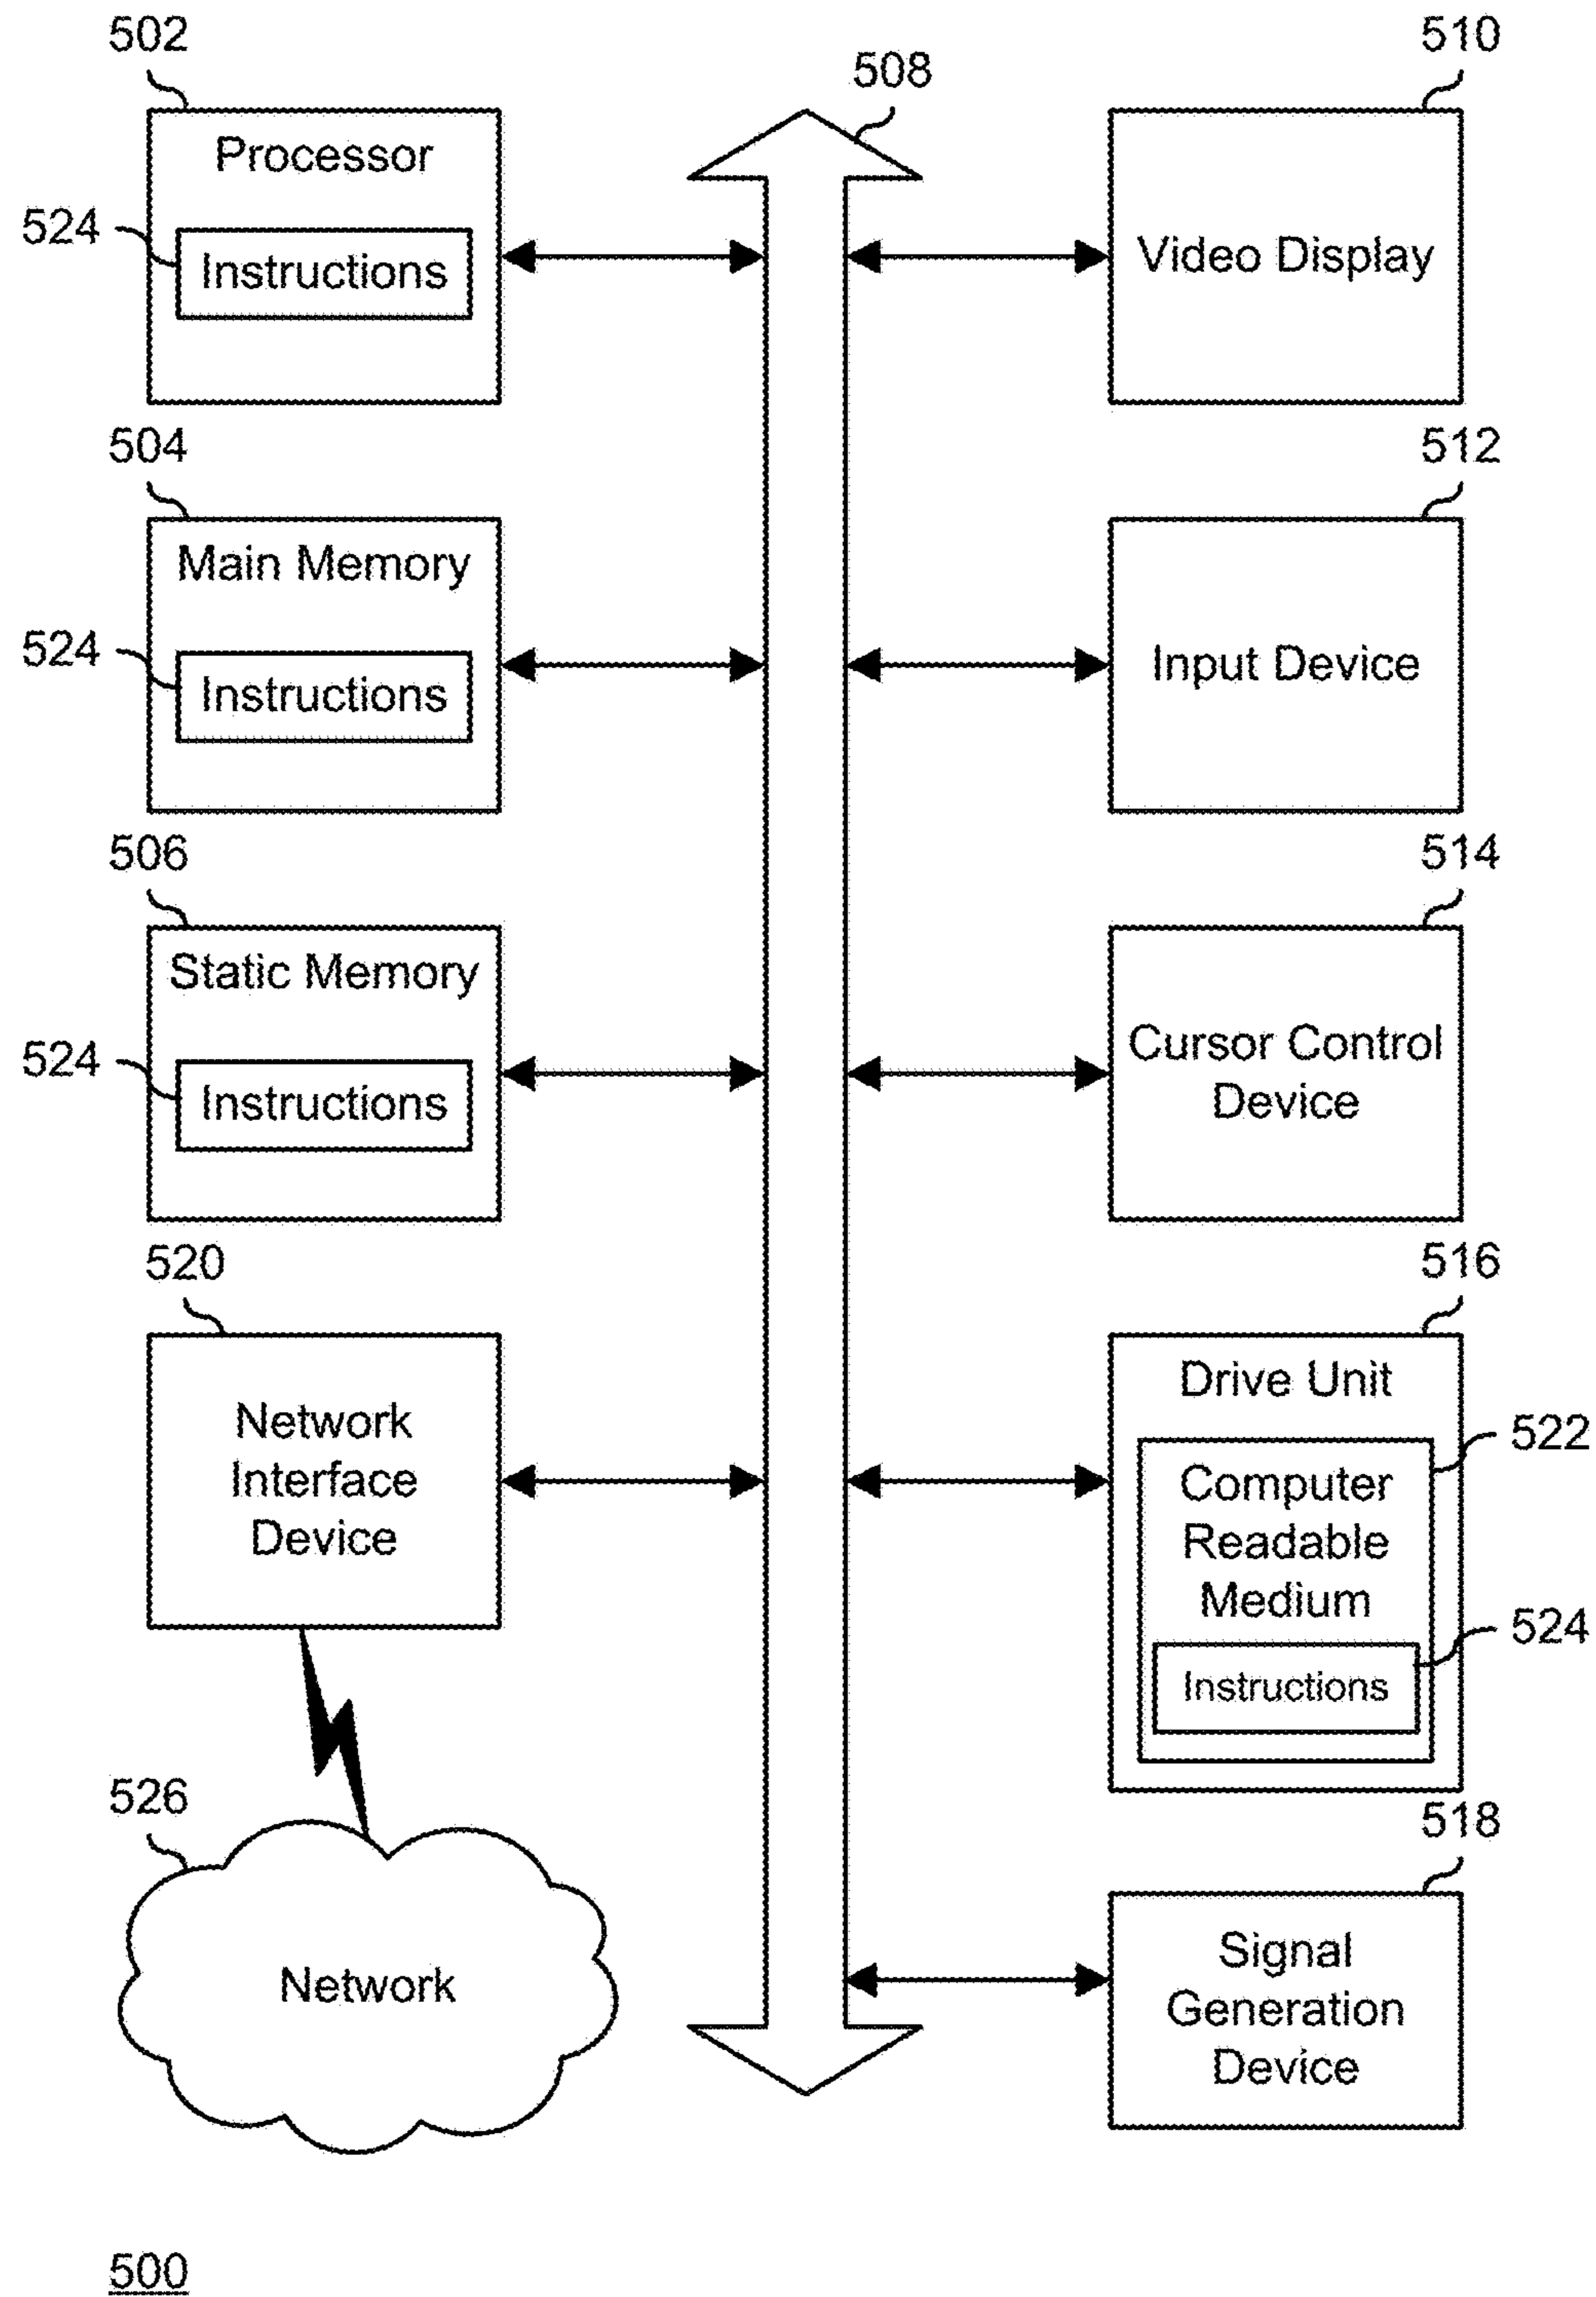 502
Processor
524
Instructions
504
Main Memory
524
Instructions
506
Static Memory
524
Instructions
520
Network
Interface
Device
526
Network
508
510
Video Display
512
Input Device
514
Cursor Control
Device
516
Drive Unit
522
Computer
Readable
Medium
524
Instructions
518
Signal
Generation
Device
500